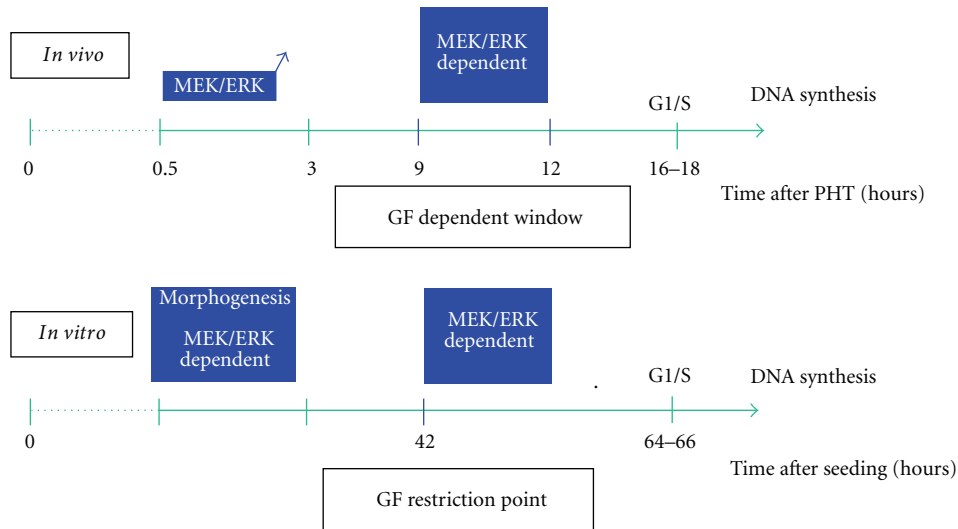 In vivo
MEK/ERK
MEK/ERK
dependent
G1/S
DNA synthesis
0
0.5
3
9
12
16–18
Time after PHT (hours)
GF dependent window
In vitro
Morphogenesis
MEK/ERK
dependent
MEK/ERK
dependent
G1/S
DNA synthesis
0
42
64–66
Time after seeding (hours)
GF restriction point